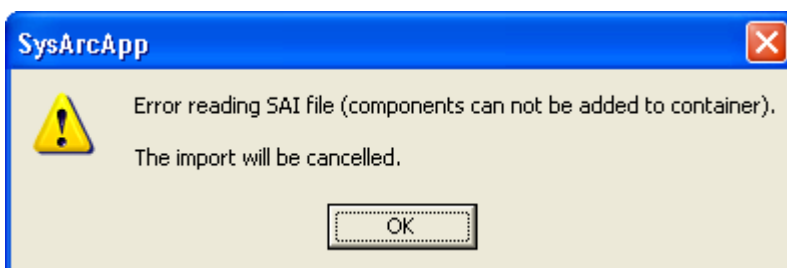 SysArcApp
Error reading SAI file (components can not be added to container).
The import will be cancelled.
OK